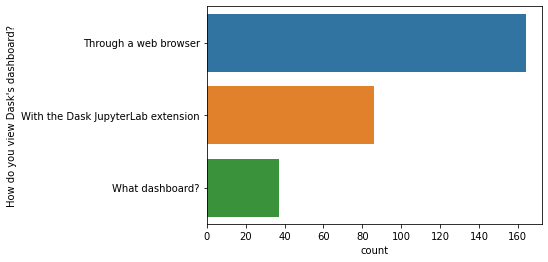 How do you view Dask's dashboard?
Through a web browser
With the Dask JupyterLab extension
What dashboard?
0 20 40 60 80 100 120 140 160
count